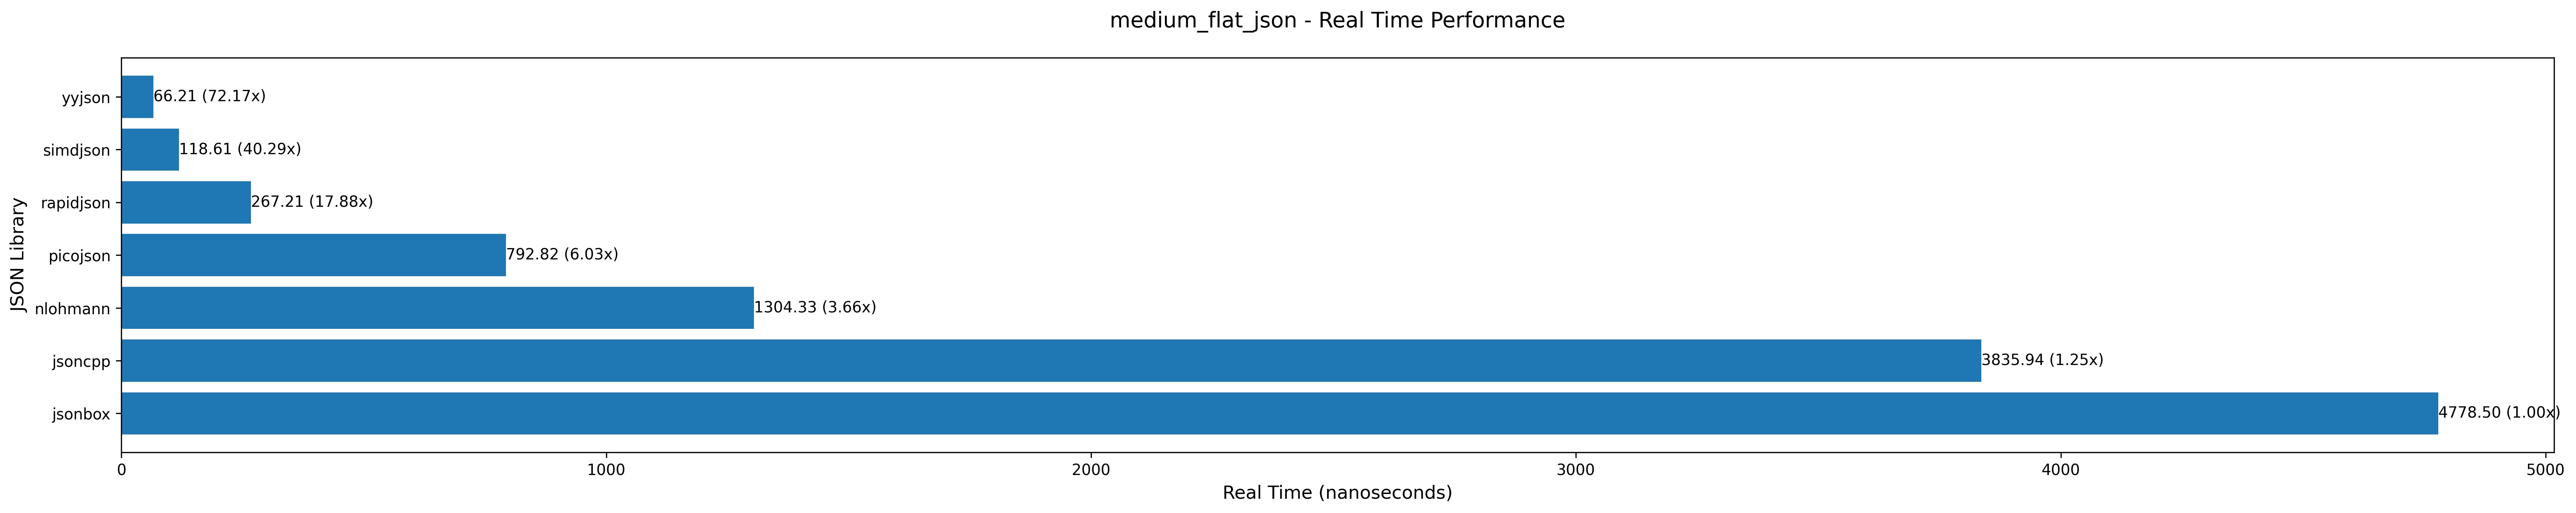 medium_flat_json - Real Time Performance
JSON Library
yyjson 66.21 (72.17x)
simdjson 118.61 (40.29x)
rapidjson 267.21 (17.88x)
picojson 792.82 (6.03x)
nlohmann 1304.33 (3.66x)
jsoncpp 3835.94 (1.25x)
jsonbox 4778.50 (1.00x)
0 1000 2000 3000 4000 5000
Real Time (nanoseconds)